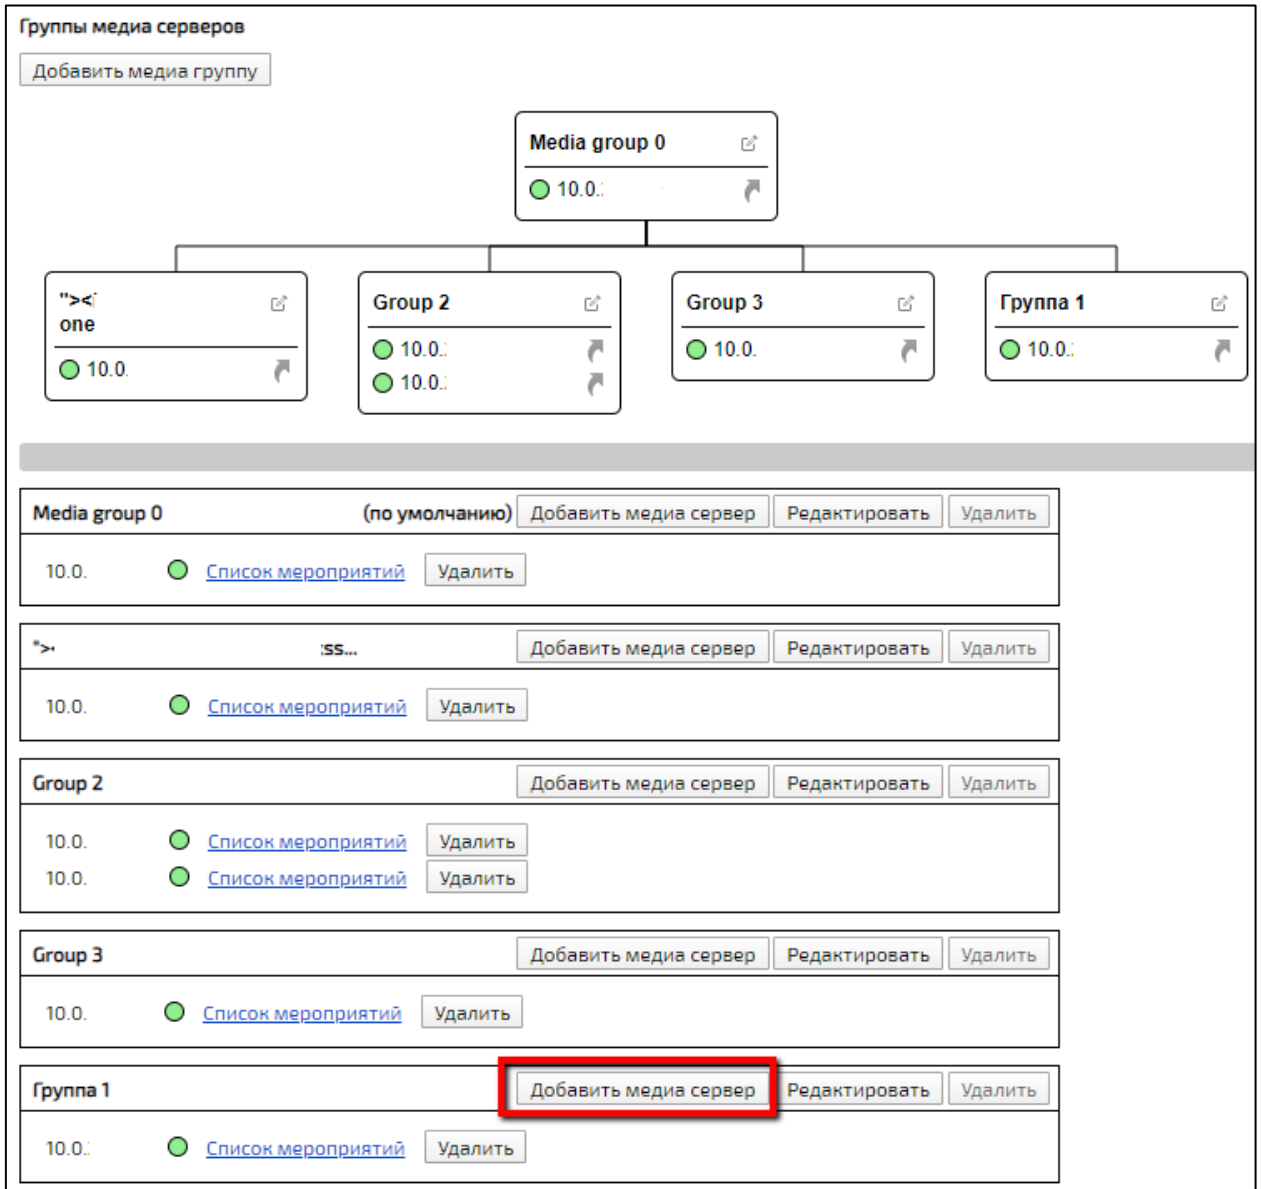 Группы медиа серверов
Добавить медиа группу
Media group 0
10.0.
"><
one
10.0.
Group 2
10.0.
10.0.
Group 3
10.0.
Группа 1
10.0.
Media group 0 (по умолчанию) Добавить медиа сервер Редактировать Удалить
10.0. Список мероприятий Удалить
"> ss... Добавить медиа сервер Редактировать Удалить
10.0. Список мероприятий Удалить
Group 2 Добавить медиа сервер Редактировать Удалить
10.0. Список мероприятий Удалить
10.0. Список мероприятий Удалить
Group 3 Добавить медиа сервер Редактировать Удалить
10.0. Список мероприятий Удалить
Группа 1 Добавить медиа сервер Редактировать Удалить
10.0. Список мероприятий Удалить